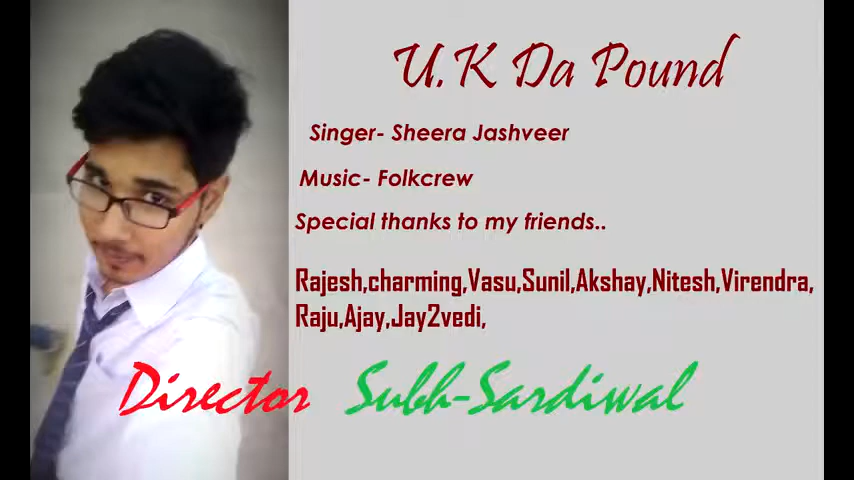 U.K Da Pound
Singer- Sheera Jashveer
Music- Folkcrew
Special thanks to my friends..
Rajesh,charming,Vasu,Sunil,Akshay,Nitesh,Virendra,
Raju,Ajay,Jay2vedi,
Director Subh-Sardiwal